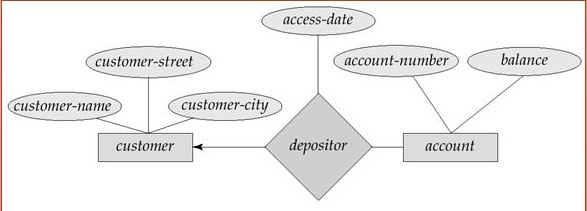 access-date
customer-street
account-number
balance
customer-name
customer-city
customer
depositor
account